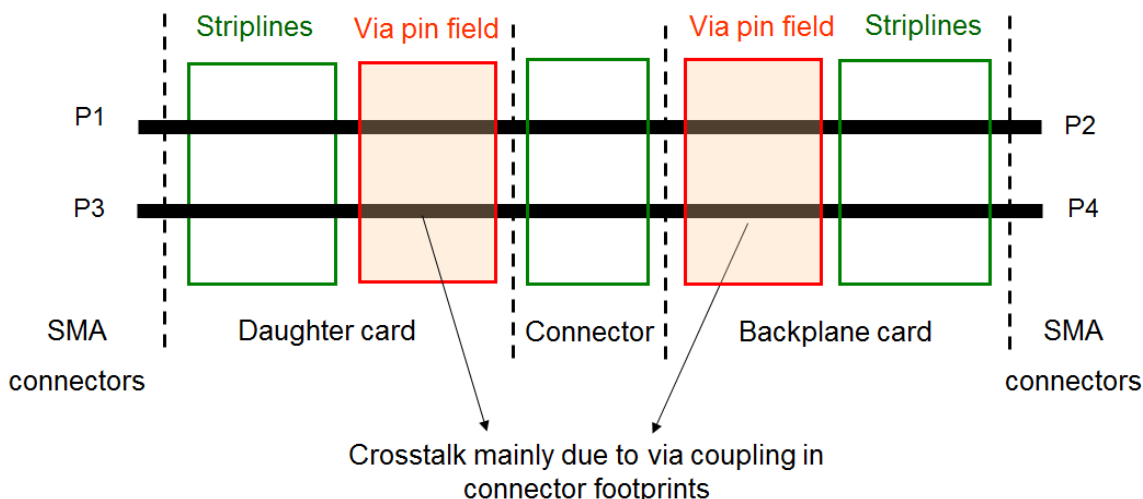 Striplines
Via pin field
Via pin field
Striplines
P1
P2
P3
P4
SMA
connectors
Daughter card
Connector
Backplane card
SMA
connectors
Crosstalk mainly due to via coupling in
connector footprints